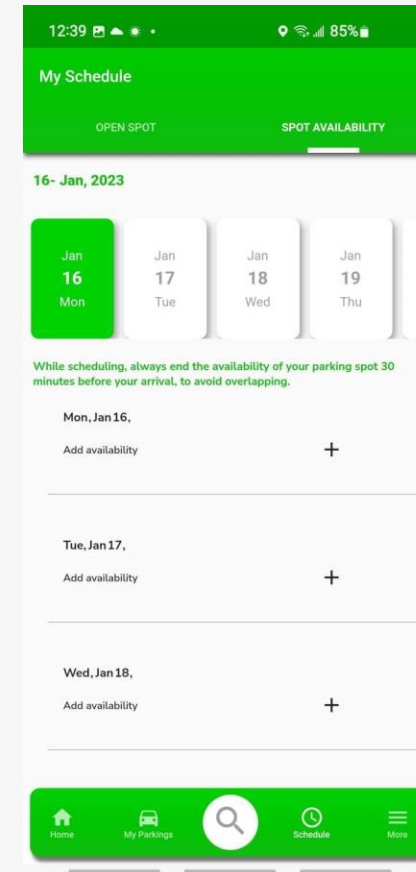 12:39 85%
My Schedule
OPEN SPOT SPOT AVAILABILITY
16- Jan, 2023
Jan Jan Jan Jan
16 17 18 19
Mon Tue Wed Thu
While scheduling, always end the availability of your parking spot 30
minutes before your arrival, to avoid overlapping.
Mon, Jan 16,
Add availability +
Tue, Jan 17,
Add availability +
Wed, Jan 18,
Add availability +
Home My Parkings Schedule More